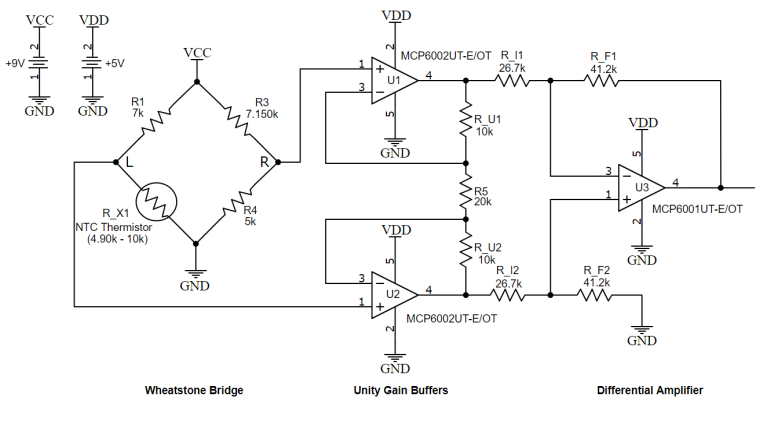 VCC VDD
+9V 2 1 +5V 2 1
GND GND
VCC
R1
7k
R3
7.150k
L R
R_X1
NTC Thermistor
(4.90k - 10k)
R4
5k
GND
VDD
2
MCP6002UT-E/OT
1 + U1 4
3 −
5
GND
R_I1
26.7k
R_F1
41.2k
R_U1
10k
R5
20k
R_U2
10k
VDD
5
3 − U2 4
1 +
2
MCP6002UT-E/OT
GND
R_I2
26.7k
R_F2
41.2k
GND
VDD
5
3 − U3 4
1 +
2
MCP6001UT-E/OT
GND
Wheatstone Bridge Unity Gain Buffers Differential Amplifier